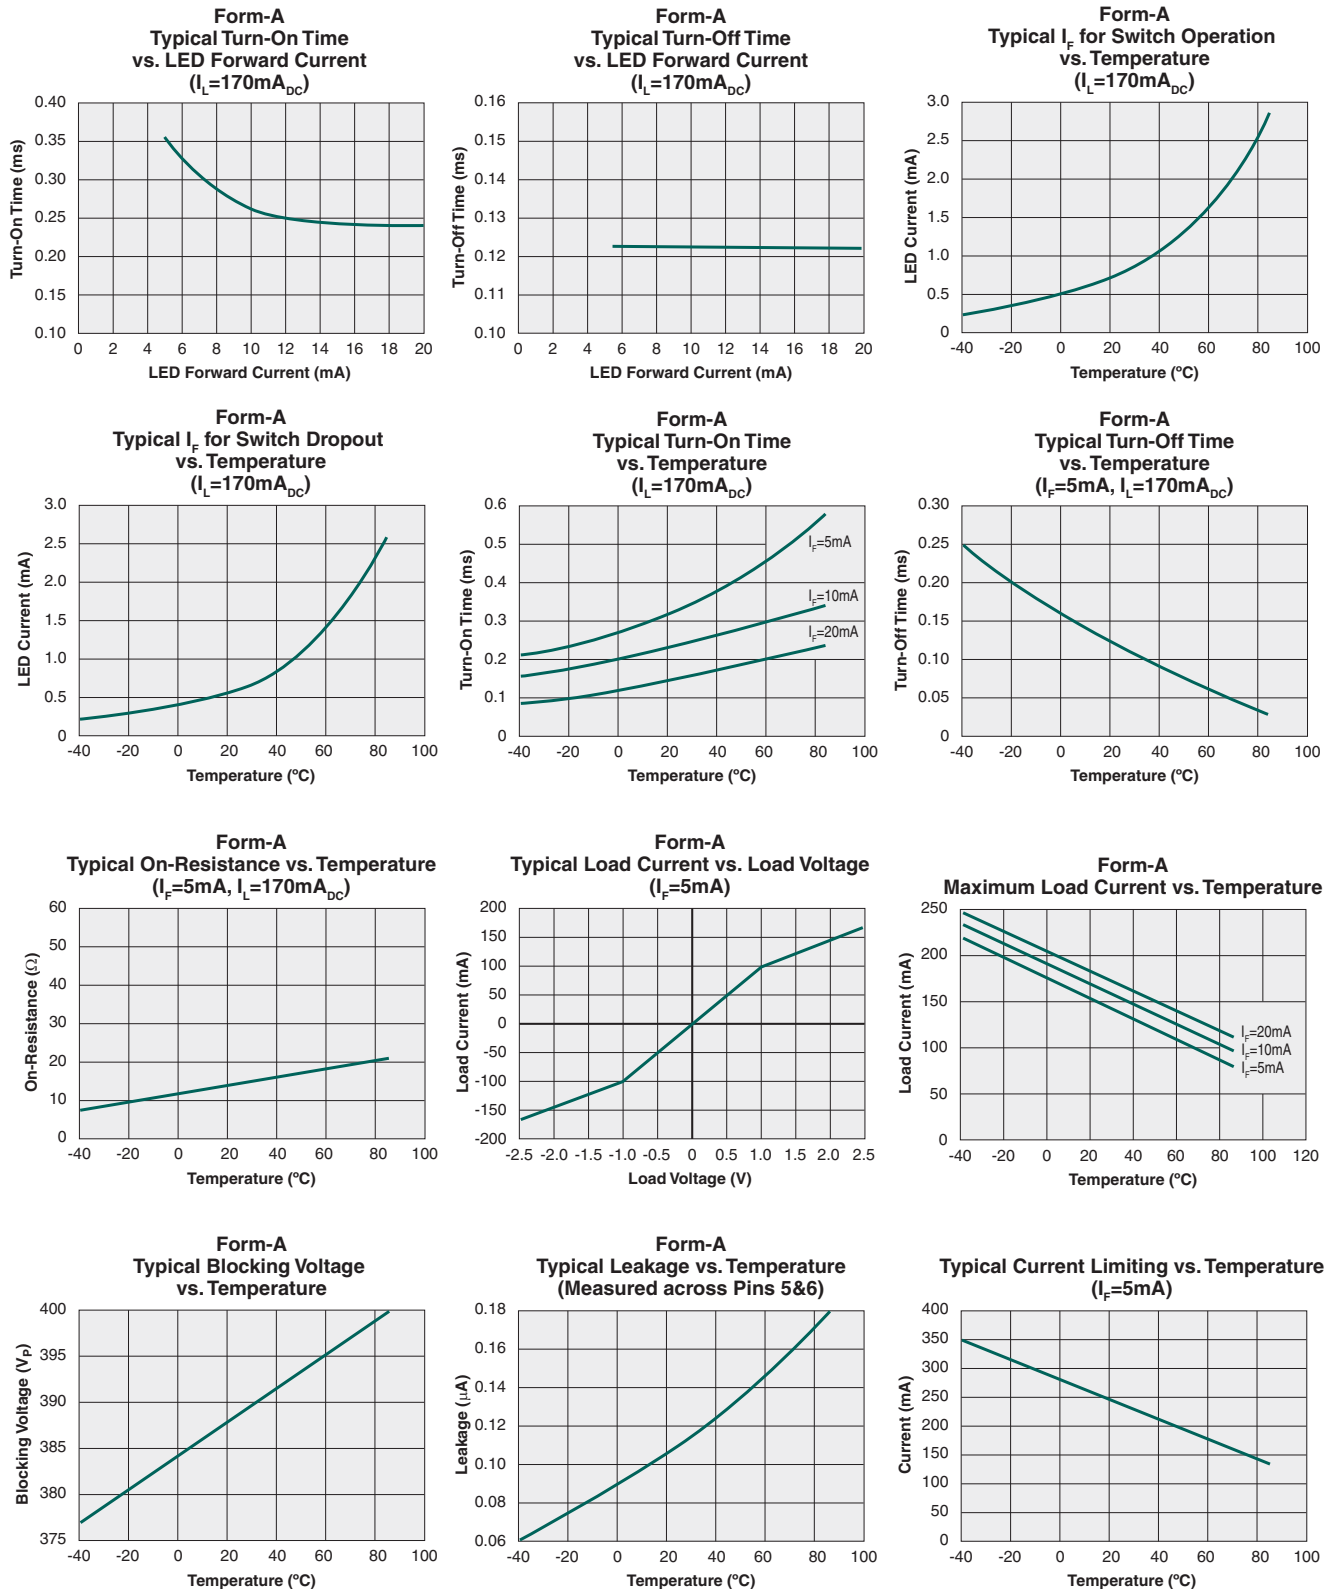 Form-A
Typical Turn-On Time
vs. LED Forward Current
(IL=170mADC)
Turn-On Time (ms)
0.40
0.35
0.30
0.25
0.20
0.15
0.10
0 2 4 6 8 10 12 14 16 18 20
LED Forward Current (mA)
Form-A
Typical Turn-Off Time
vs. LED Forward Current
(IL=170mADC)
Turn-Off Time (ms)
0.16
0.15
0.14
0.13
0.12
0.11
0.10
0 2 4 6 8 10 12 14 16 18 20
LED Forward Current (mA)
Form-A
Typical IF for Switch Operation
vs. Temperature
(IL=170mADC)
LED Current (mA)
3.0
2.5
2.0
1.5
1.0
0.5
0
-40 -20 0 20 40 60 80 100
Temperature (ºC)
Form-A
Typical IF for Switch Dropout
vs. Temperature
(IL=170mADC)
LED Current (mA)
3.0
2.5
2.0
1.5
1.0
0.5
0
-40 -20 0 20 40 60 80 100
Temperature (ºC)
Form-A
Typical Turn-On Time
vs. Temperature
(IL=170mADC)
Turn-On Time (ms)
0.6
0.5
0.4
0.3
0.2
0.1
0
IF=5mA
IF=10mA
IF=20mA
-40 -20 0 20 40 60 80 100
Temperature (ºC)
Form-A
Typical Turn-Off Time
vs. Temperature
(IF=5mA, IL=170mADC)
Turn-Off Time (ms)
0.30
0.25
0.20
0.15
0.10
0.05
0
-40 -20 0 20 40 60 80 100
Temperature (ºC)
Form-A
Typical On-Resistance vs. Temperature
(IF=5mA, IL=170mADC)
On-Resistance (Ω)
60
50
40
30
20
10
0
-40 -20 0 20 40 60 80 100
Temperature (ºC)
Form-A
Typical Load Current vs. Load Voltage
(IF=5mA)
Load Current (mA)
200
150
100
50
0
-50
-100
-150
-200
-2.5 -2.0 -1.5 -1.0 -0.5 0 0.5 1.0 1.5 2.0 2.5
Load Voltage (V)
Form-A
Maximum Load Current vs. Temperature
Load Current (mA)
250
200
150
100
50
0
IF=20mA
IF=10mA
IF=5mA
-40 -20 0 20 40 60 80 100 120
Temperature (ºC)
Form-A
Typical Blocking Voltage
vs. Temperature
Blocking Voltage (VP)
400
395
390
385
380
375
-40 -20 0 20 40 60 80 100
Temperature (ºC)
Form-A
Typical Leakage vs. Temperature
(Measured across Pins 5&6)
Leakage (μA)
0.18
0.16
0.14
0.12
0.10
0.08
0.06
-40 -20 0 20 40 60 80 100
Temperature (ºC)
Typical Current Limiting vs. Temperature
(IF=5mA)
Current (mA)
400
350
300
250
200
150
100
50
0
-40 -20 0 20 40 60 80 100
Temperature (ºC)